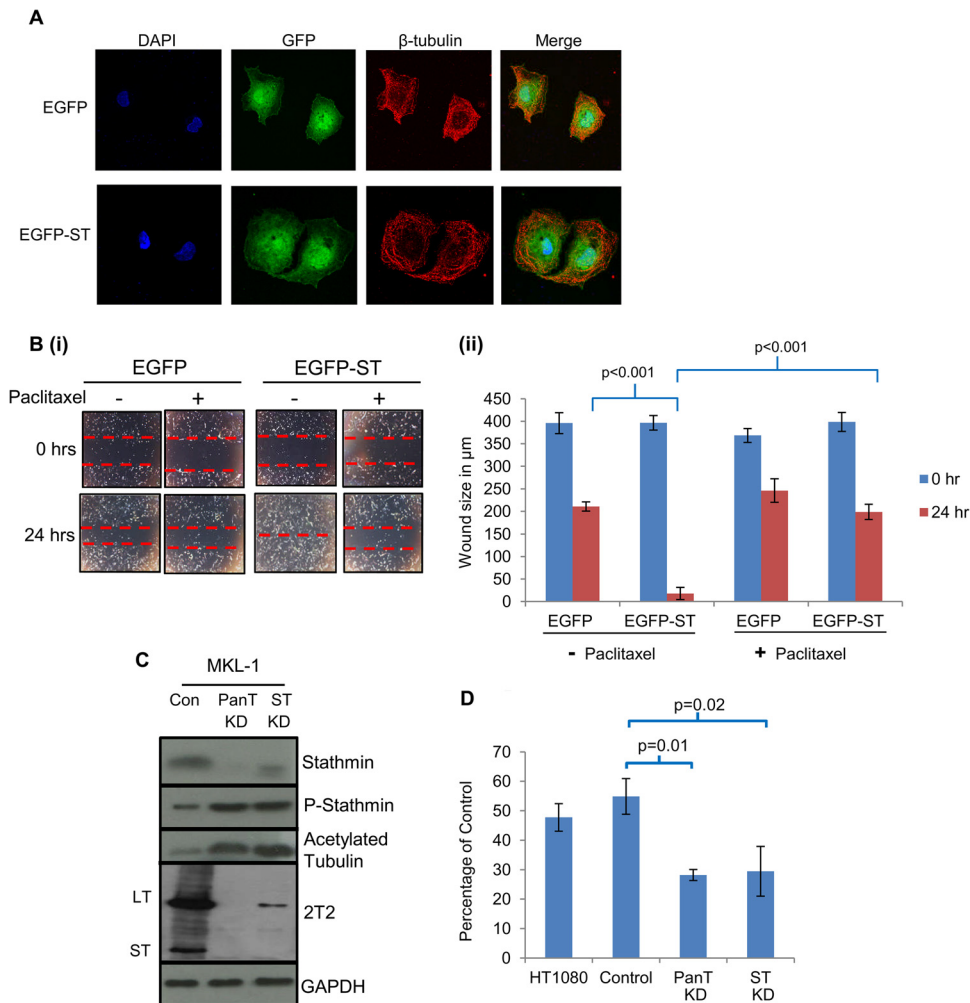 A
DAPI GFP β-tubulin Merge
EGFP
EGFP-ST
B (i)
EGFP EGFP-ST
Paclitaxel - + - +
0 hrs
24 hrs
(ii)
p<0.001
p<0.001
Wound size in µm
450
400
350
300
250
200
150
100
50
0
EGFP EGFP-ST EGFP EGFP-ST
- Paclitaxel + Paclitaxel
0 hr
24 hr
C
MKL-1
Con PanT ST
KD KD
Stathmin
P-Stathmin
Acetylated
Tubulin
LT
2T2
ST
GAPDH
D
p=0.02
p=0.01
Percentage of Control
70
60
50
40
30
20
10
0
HT1080 Control PanT ST
KD KD